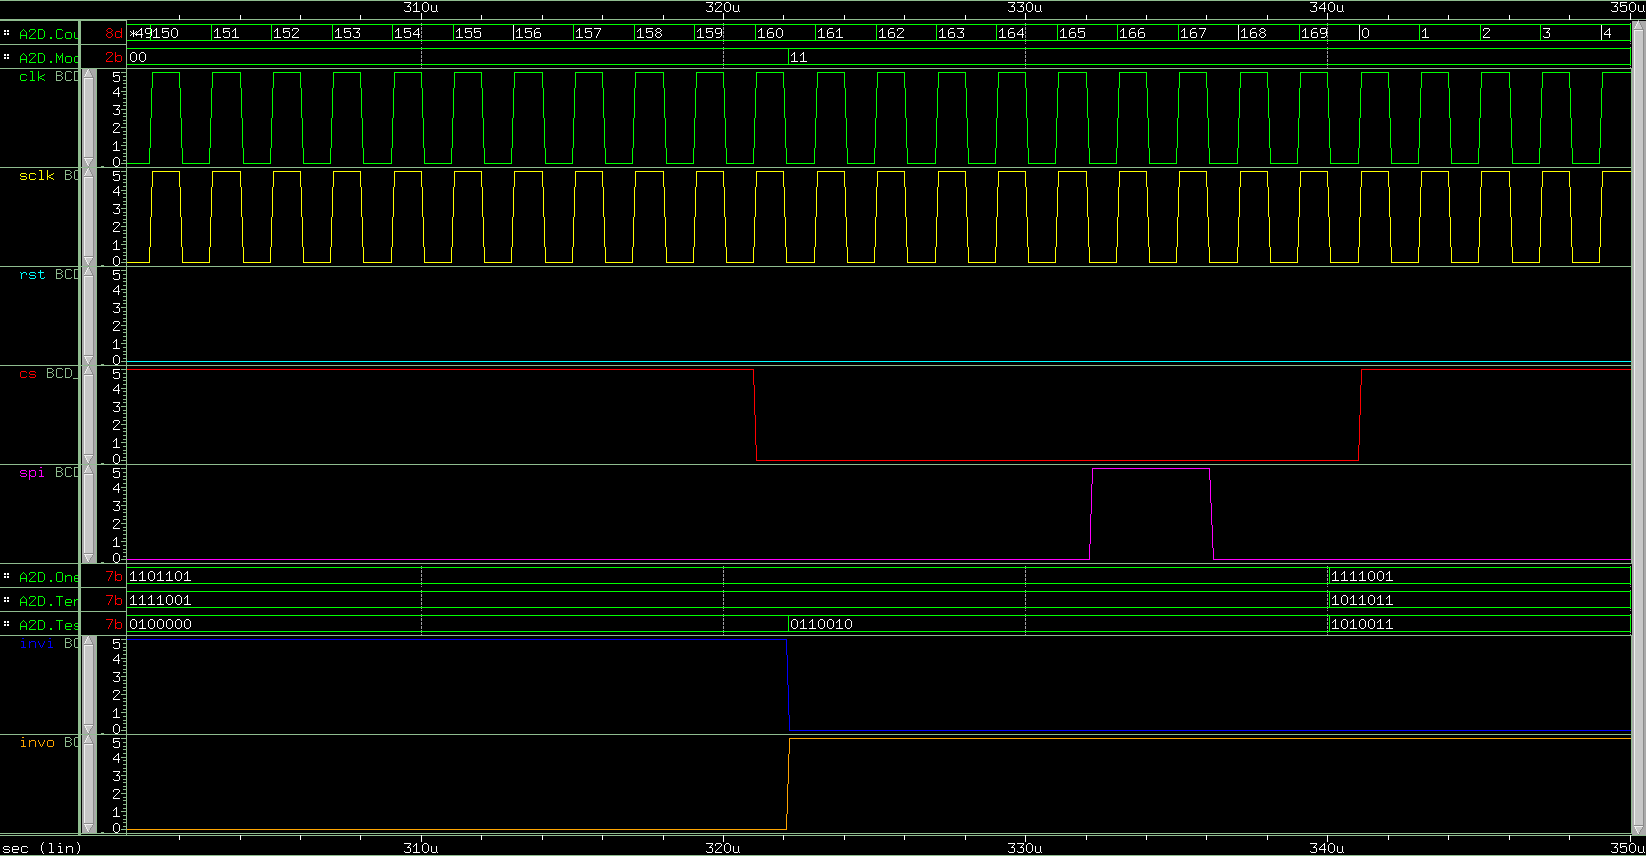 310u 320u 330u 340u 350u
A2D.Cou 8d *49 150 151 152 153 154 155 156 157 158 159 160 161 162 163 164 165 166 167 168 169 0 1 2 3 4
A2D.Mod 2b 00 11
clk BCD 5 4 3 2 1 0
sclk BC 5 4 3 2 1 0
rst BCD 5 4 3 2 1 0
cs BCD_ 5 4 3 2 1 0
spi BCD 5 4 3 2 1 0
A2D.One 7b 1101101 1111001
A2D.Ten 7b 1111001 1011011
A2D.Tes 7b 0100000 0110010 1010011
invi BC 5 4 3 2 1 0
invo BC 5 4 3 2 1 0
sec (lin) 310u 320u 330u 340u 350u